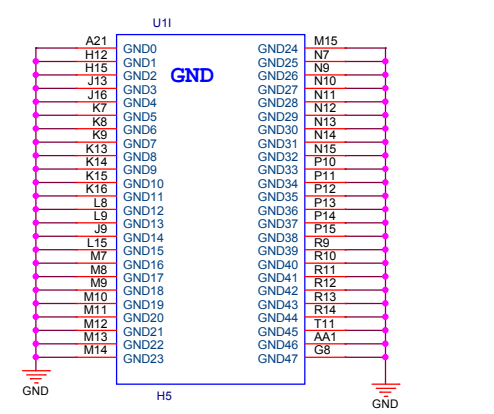 U1I
GND
A21 GND0 GND24 M15
H12 GND1 GND25 N7
H15 GND2 GND26 N9
J13 GND3 GND27 N10
J16 GND4 GND28 N11
K7 GND5 GND29 N12
K8 GND6 GND30 N13
K9 GND7 GND31 N14
K13 GND8 GND32 N15
K14 GND9 GND33 P10
K15 GND10 GND34 P11
K16 GND11 GND35 P12
L8 GND12 GND36 P13
L9 GND13 GND37 P14
J9 GND14 GND38 P15
L15 GND15 GND39 R9
M7 GND16 GND40 R10
M8 GND17 GND41 R11
M9 GND18 GND42 R12
M10 GND19 GND43 R13
M11 GND20 GND44 R14
M12 GND21 GND45 T11
M13 GND22 GND46 AA1
M14 GND23 GND47 G8
GND
H5
GND